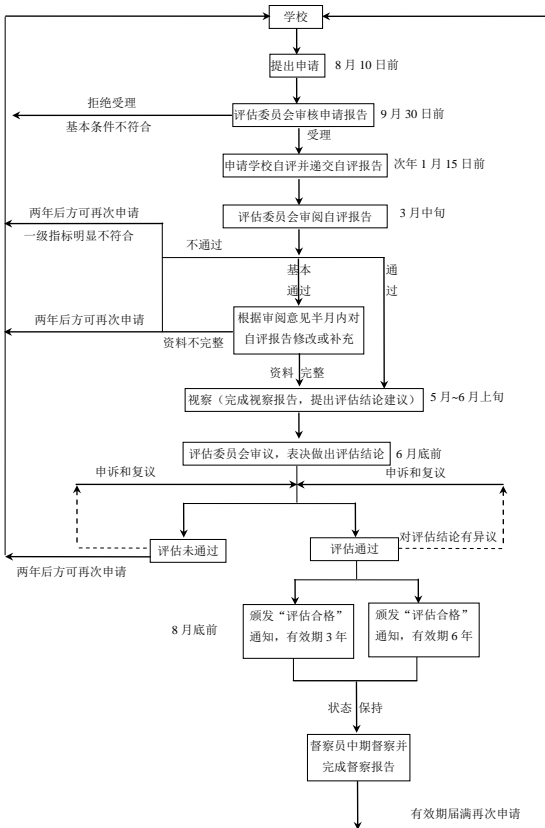 学校
提出申请
8 月 10 日前
拒绝受理
基本条件不符合
评估委员会审核申请报告
9 月 30 日前
受理
申请学校自评并递交自评报告
次年 1 月 15 日前
两年后方可再次申请
一级指标明显不符合
评估委员会审阅自评报告
3 月中旬
不通过
基本
通过
通
过
两年后方可再次申请
资料不完整
根据审阅意见半月内对
自评报告修改或补充
资料 完整
视察（完成视察报告，提出评估结论建议）
5 月~6 月上旬
评估委员会审议，表决做出评估结论
6 月底前
申诉和复议
申诉和复议
评估未通过
评估通过
对评估结论有异议
两年后方可再次申请
8 月底前
颁发“评估合格”
通知，有效期 3 年
颁发“评估合格”
通知，有效期 6 年
状态 保持
督察员中期督察并
完成督察报告
有效期届满再次申请